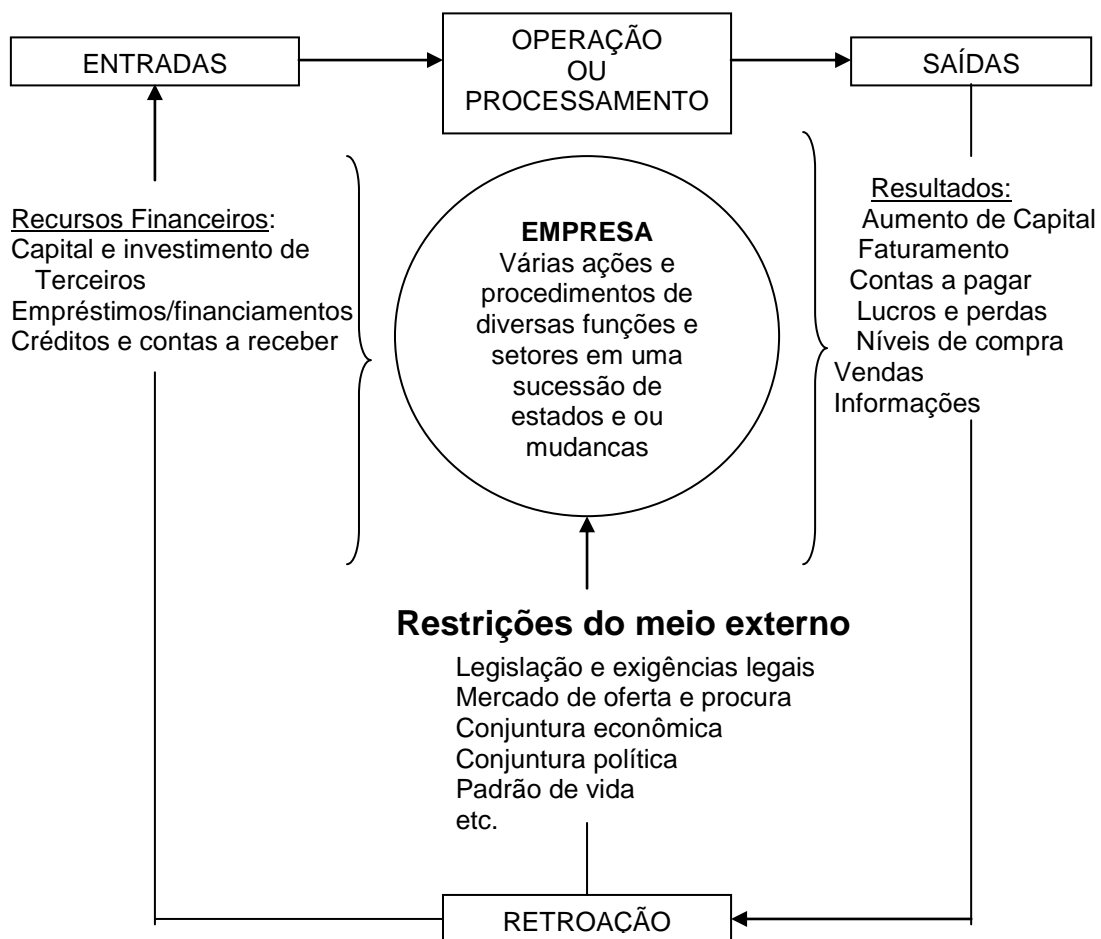 ENTRADAS
OPERAÇÃO
OU
PROCESSAMENTO
SAÍDAS
Recursos Financeiros:
Capital e investimento de
Terceiros
Empréstimos/financiamentos
Créditos e contas a receber
EMPRESA
Várias ações e
procedimentos de
diversas funções e
setores em uma
sucessão de
estados e ou
mudancas
Resultados:
Aumento de Capital
Faturamento
Contas a pagar
Lucros e perdas
Níveis de compra
Vendas
Informações
Restrições do meio externo
Legislação e exigências legais
Mercado de oferta e procura
Conjuntura econômica
Conjuntura política
Padrão de vida
etc.
RETROAÇÃO